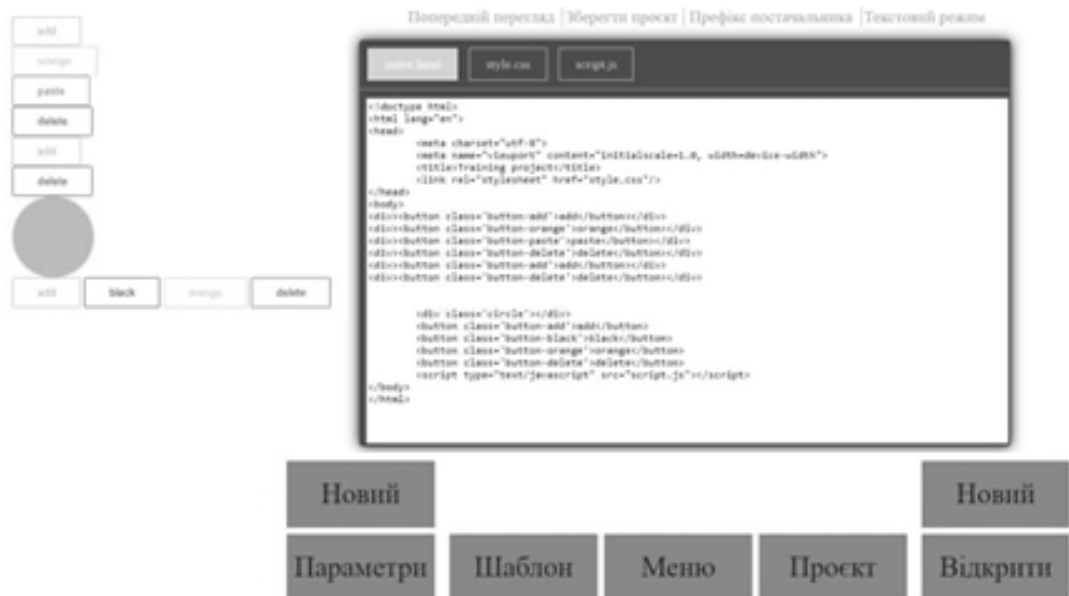 Попередній перегляд | Зберегти проєкт | Префікс постачальника | Текстовий режим
add
orange
paste
delete
add
delete
add black orange delete
index.html style.css script.js
<!doctype html>
<html lang="en">
<head>
<meta charset="utf-8">
<meta name="viewport" content="initialscale=1.0, width=device-width">
<title>Training project</title>
<link rel="stylesheet" href="style.css"/>
</head>
<body>
<div><button class="button-add">add</button></div>
<div><button class="button-orange">orange</button></div>
<div><button class="button-paste">paste</button></div>
<div><button class="button-delete">delete</button></div>
<div><button class="button-add">add</button></div>
<div><button class="button-delete">delete</button></div>
<div class="circle"></div>
<button class="button-add">add</button>
<button class="button-black">black</button>
<button class="button-orange">orange</button>
<button class="button-delete">delete</button>
<script type="text/javascript" src="script.js"></script>
</body>
</html>
Новий Новий
Параметри Шаблон Меню Проєкт Відкрити